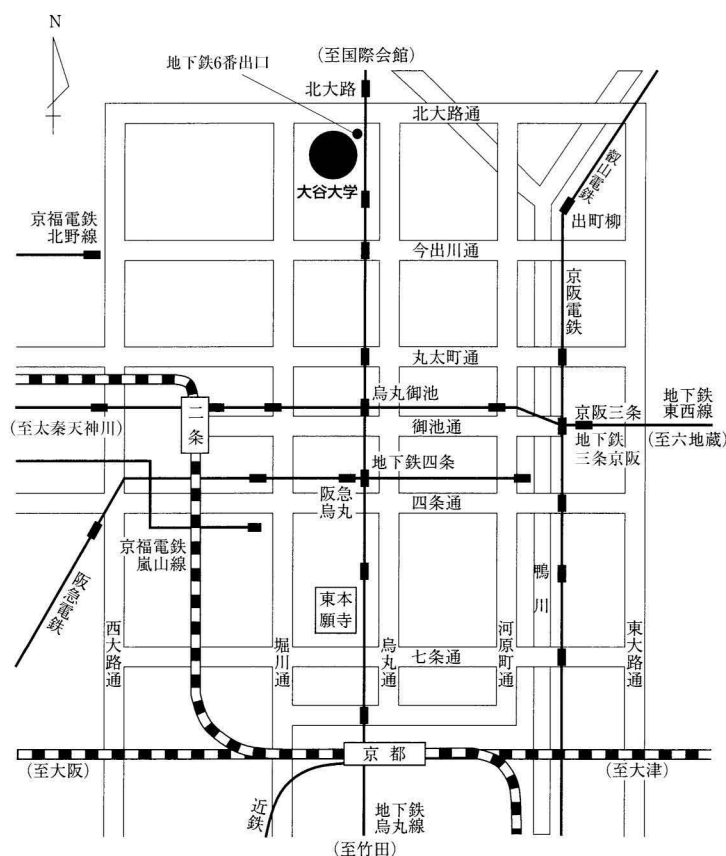 N
(至国際会館)
地下鉄6番出口
北大路
北大路通
大谷大学
叡山電鉄
出町柳
京福電鉄
北野線
今出川通
京阪電鉄
丸太町通
烏丸御池
二条
京阪三条
地下鉄
東西線
(至太秦天神川)
御池通
地下鉄
三条京阪
(至六地蔵)
地下鉄四条
阪急
烏丸
四条通
京福電鉄
嵐山線
阪急電鉄
鴨川
東本
願寺
西大路通
堀川通
烏丸通
七条通
河原町通
東大路通
京都
(至大阪)
(至大津)
近鉄
地下鉄
烏丸線
(至竹田)